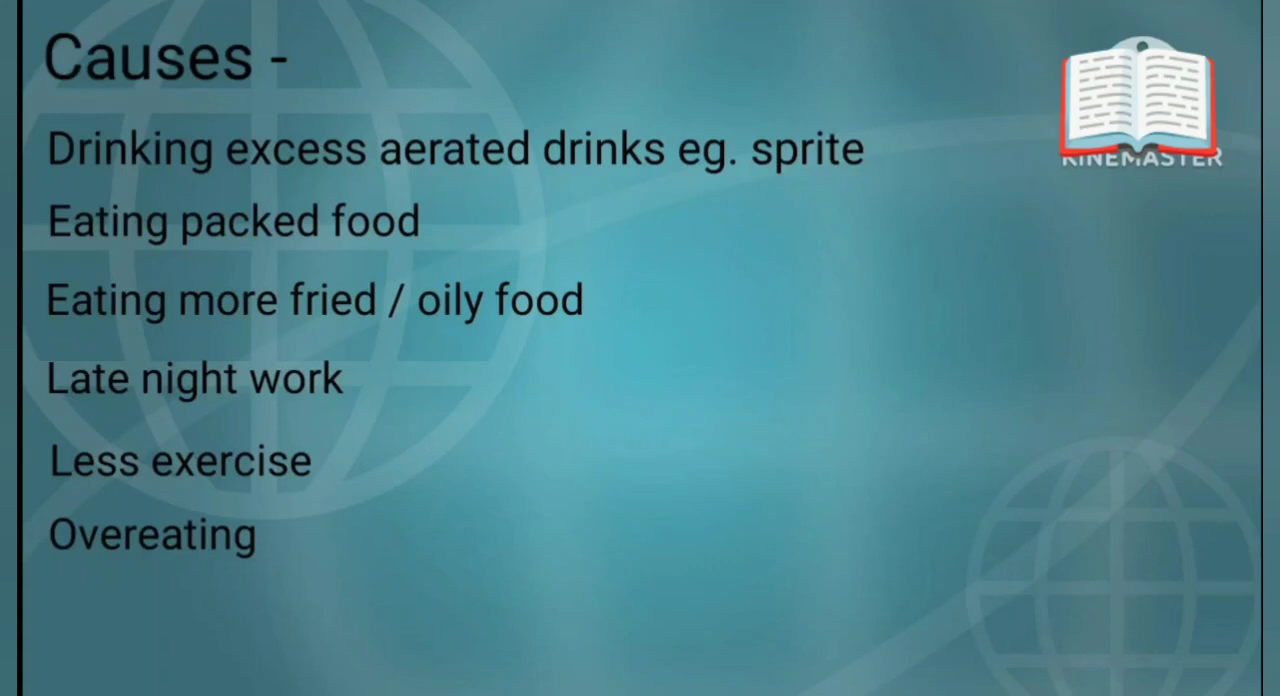 Causes -
Drinking excess aerated drinks eg. sprite
Eating packed food
Eating more fried / oily food
Late night work
Less exercise
Overeating
KINEMASTER